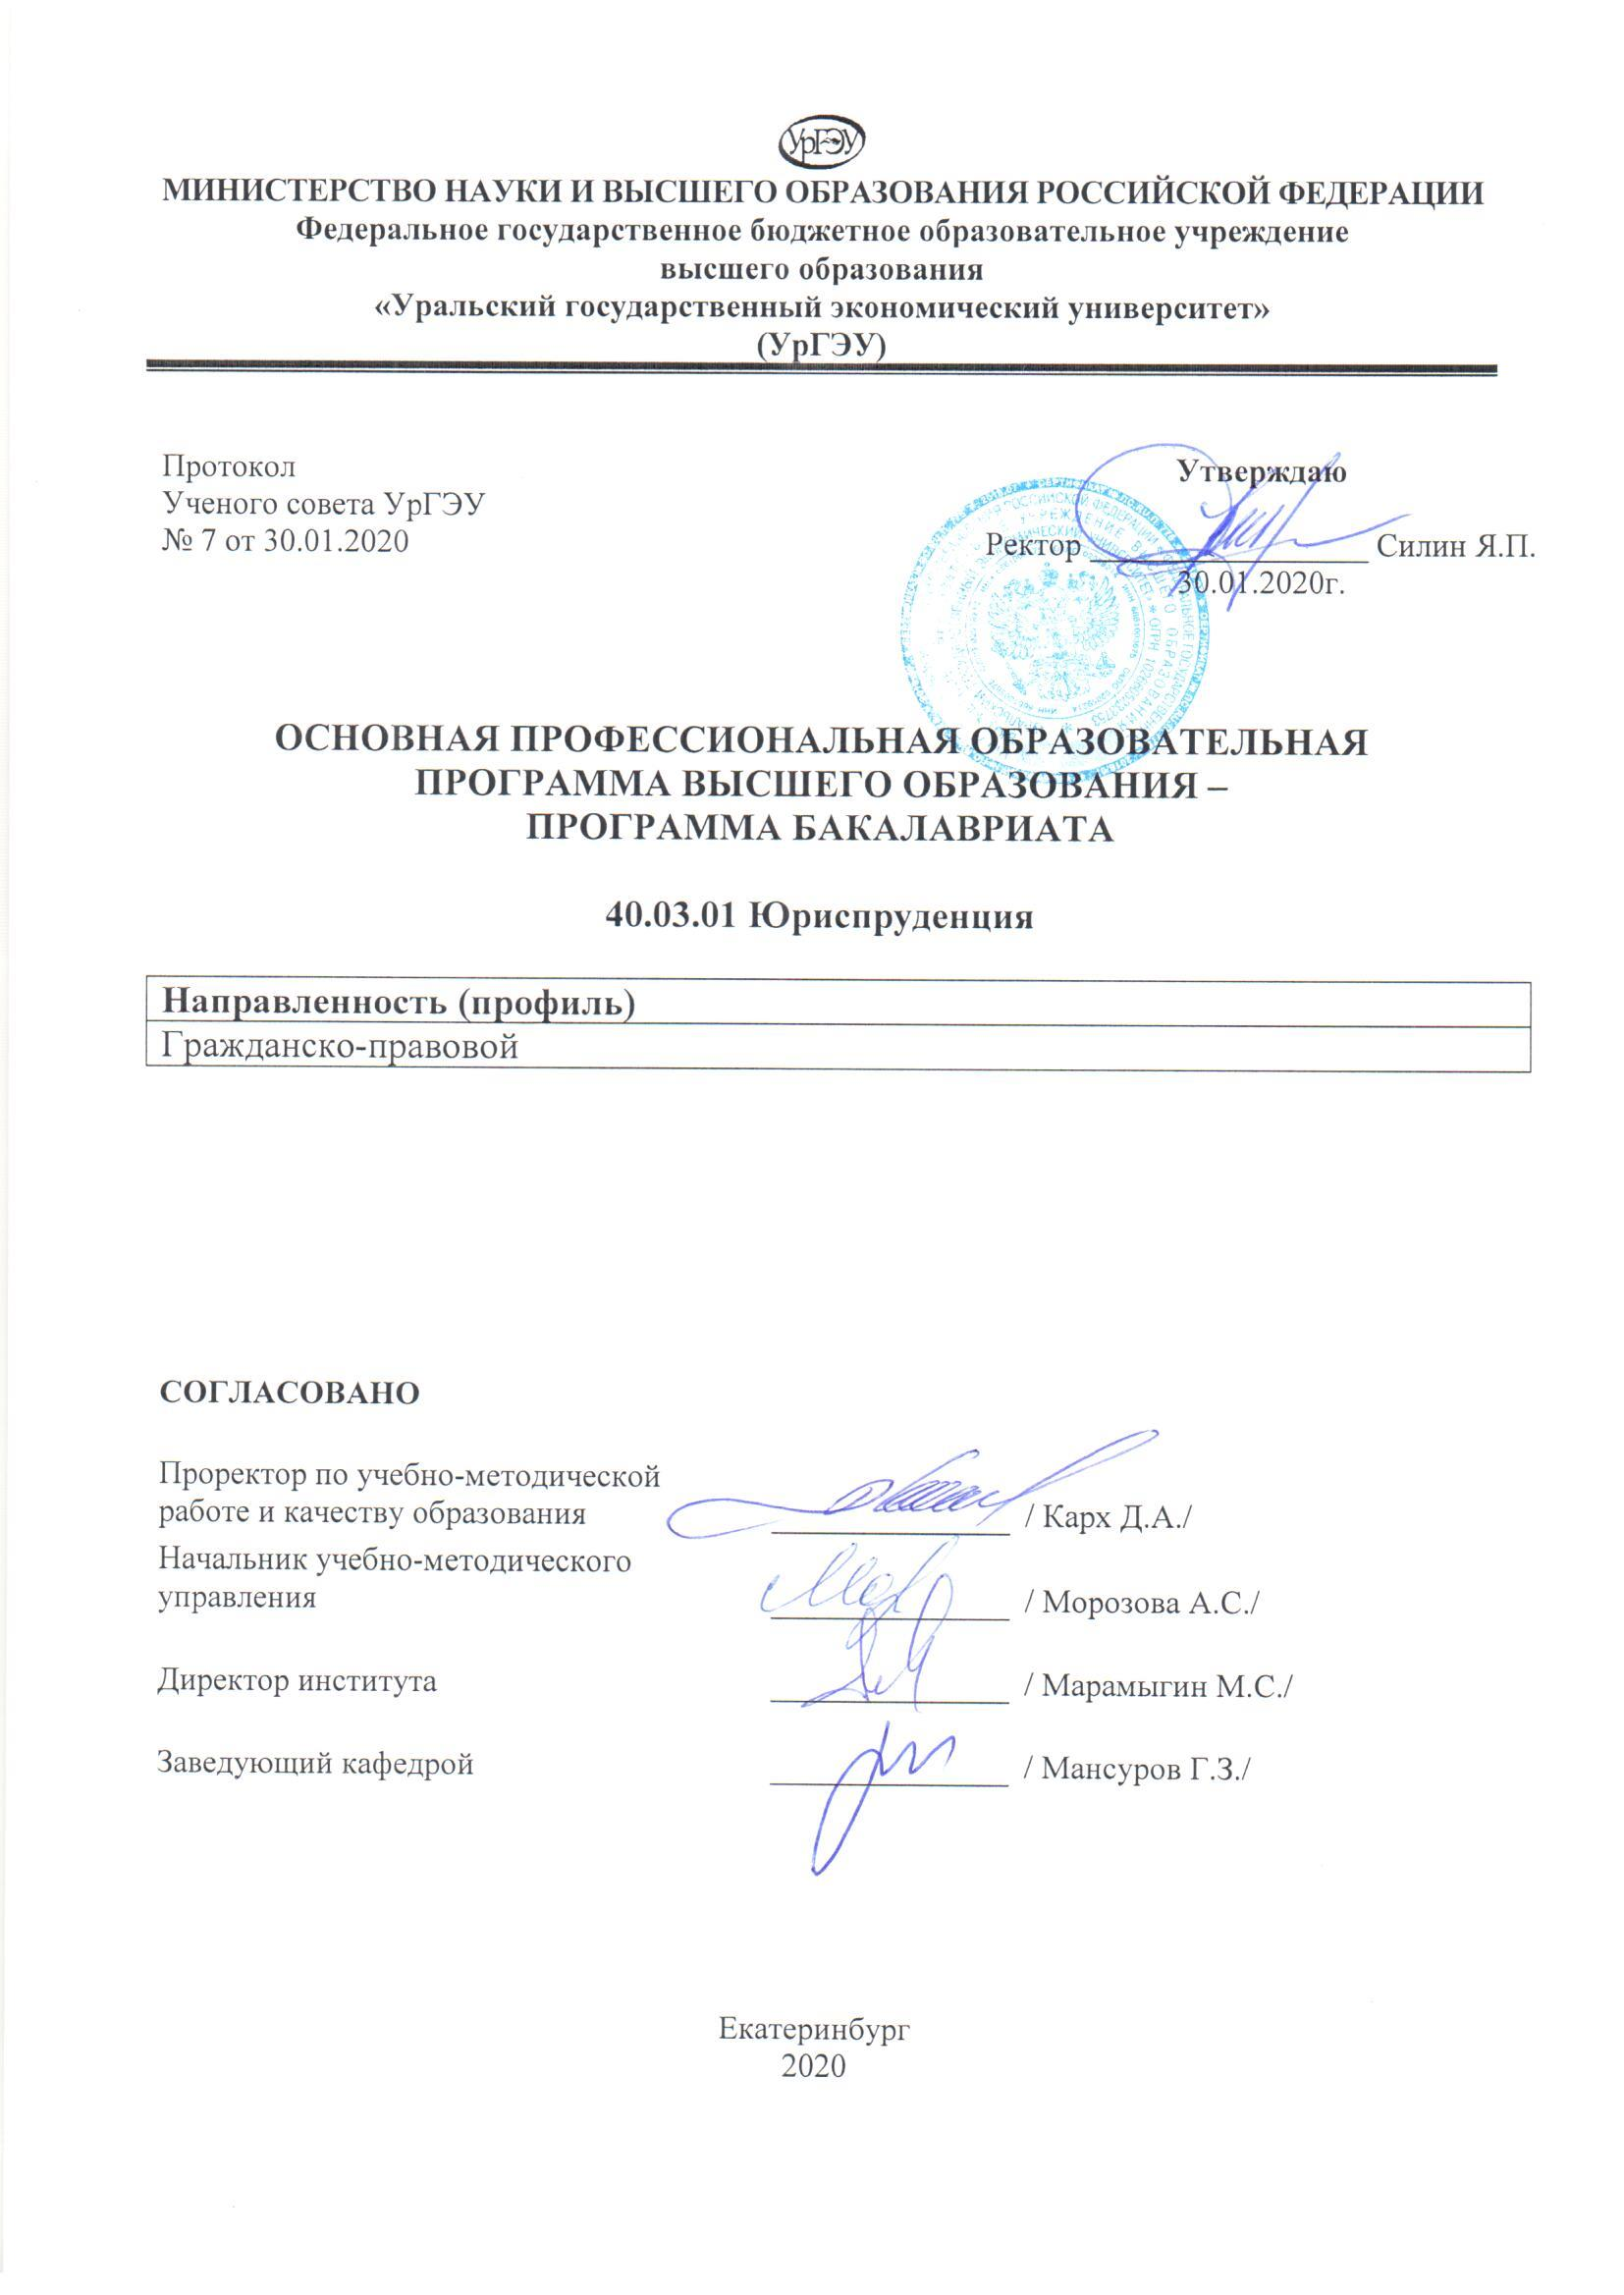 УрГЭУ
МИНИСТЕРСТВО НАУКИ И ВЫСШЕГО ОБРАЗОВАНИЯ РОССИЙСКОЙ ФЕДЕРАЦИИ
Федеральное государственное бюджетное образовательное учреждение
высшего образования
«Уральский государственный экономический университет»
(УрГЭУ)
Протокол
Ученого совета УрГЭУ
№ 7 от 30.01.2020
Утверждаю
Ректор Силин Я.П.
30.01.2020г.
ОСНОВНАЯ ПРОФЕССИОНАЛЬНАЯ ОБРАЗОВАТЕЛЬНАЯ
ПРОГРАММА ВЫСШЕГО ОБРАЗОВАНИЯ –
ПРОГРАММА БАКАЛАВРИАТА
40.03.01 Юриспруденция
Направленность (профиль)
Гражданско-правовой
СОГЛАСОВАНО
Проректор по учебно-методической
работе и качеству образования / Карх Д.А./
Начальник учебно-методического
управления / Морозова А.С./
Директор института / Марамыгин М.С./
Заведующий кафедрой / Мансуров Г.З./
Екатеринбург
2020